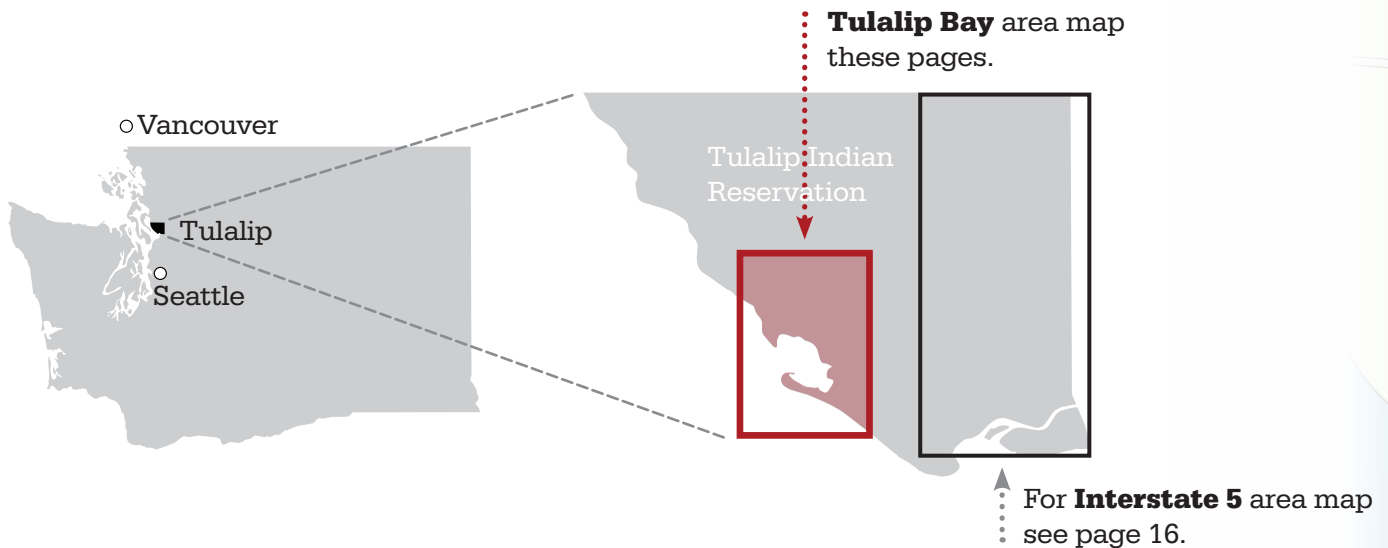 Tulalip Bay area map
these pages.
Vancouver
Tulalip Indian
Reservation
Tulalip
Seattle
For Interstate 5 area map
see page 16.